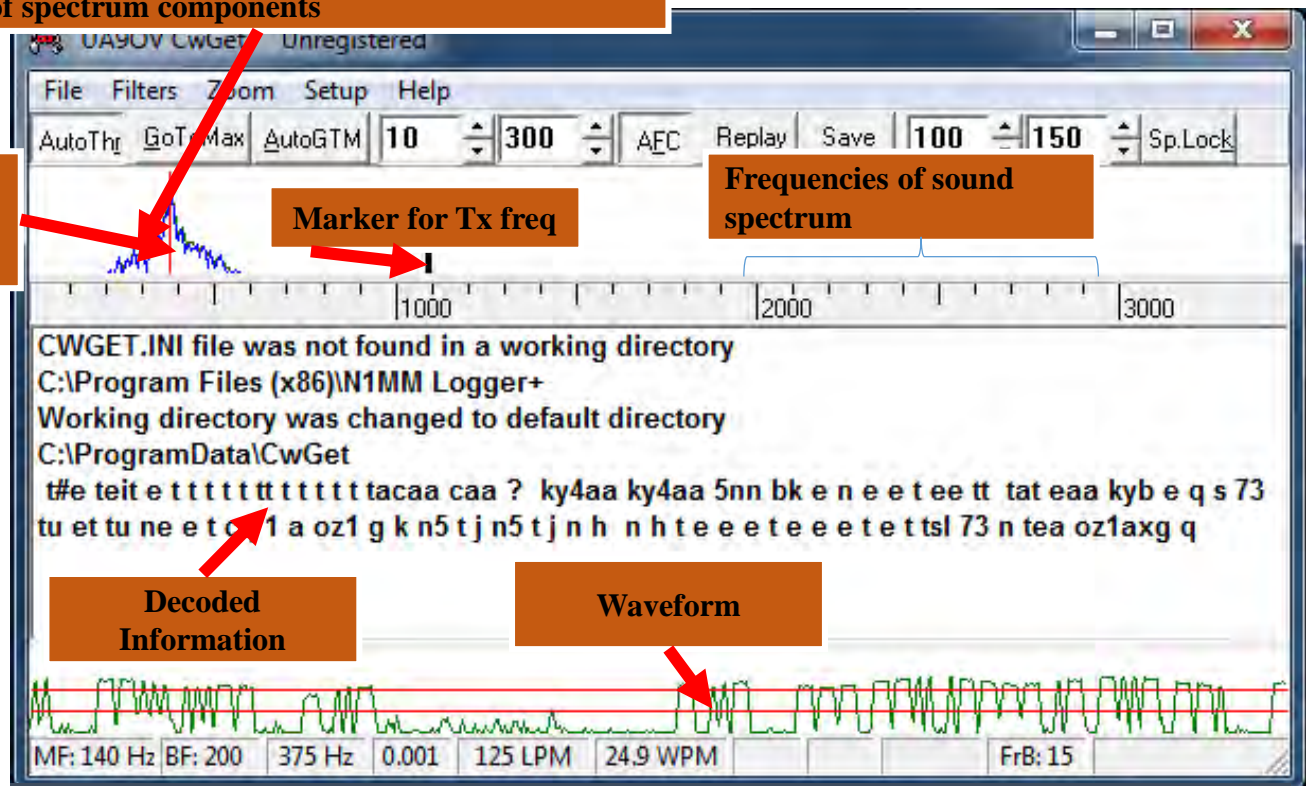 of spectrum components
UA9OV CwGet Unregistered
File Filters Zoom Setup Help
AutoThr GoToMax AutoGTM 10 300 AFC Replay Save 100 150 Sp.Lock
Frequencies of sound
spectrum
Marker for Tx freq
1000 2000 3000
CWGET.INI file was not found in a working directory
C:\Program Files (x86)\N1MM Logger+
Working directory was changed to default directory
C:\ProgramData\CwGet
t#e teit e t t t t t tt t t t t t tacaa caa ? ky4aa ky4aa 5nn bk e n e e t ee tt tat eaa kyb e q s 73
tu et tu ne e t 1 a oz1 g k n5 t j n5 t j n h n h t e e e t e e e t e t tsl 73 n tea oz1axg q
Decoded
Information
Waveform
MF: 140 Hz BF: 200 375 Hz 0.001 125 LPM 24.9 WPM FrB: 15